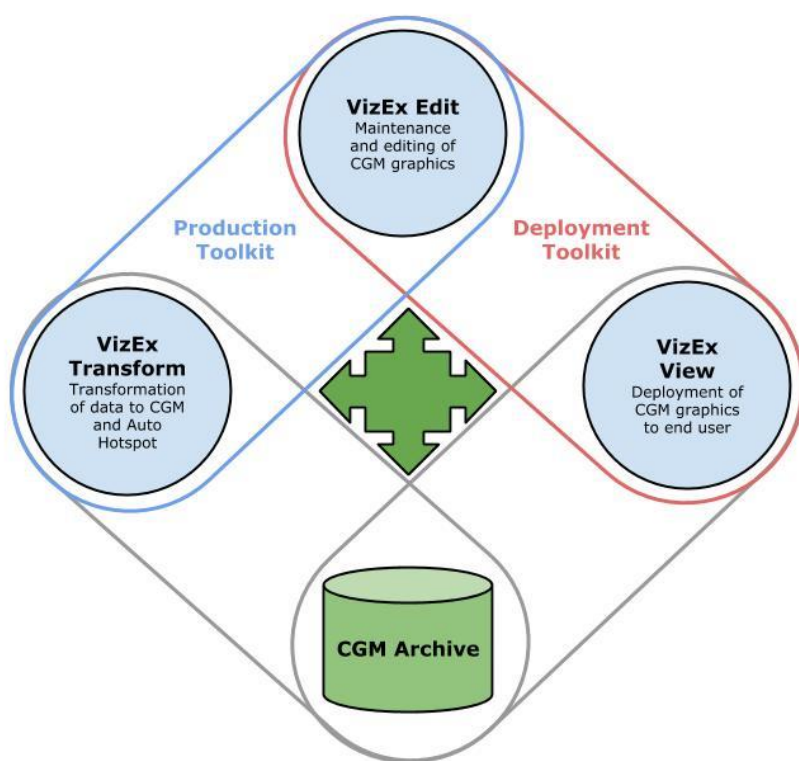 VizEx Edit
Maintenance
and editing of
CGM graphics
Production
Toolkit
Deployment
Toolkit
VizEx
Transform
Transformation
of data to CGM
and Auto
Hotspot
VizEx
View
Deployment of
CGM graphics
to end user
CGM Archive